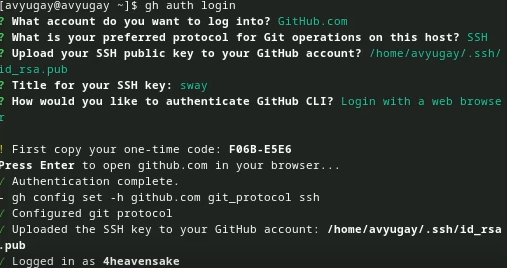 [avyugay@avyugay ~]$ gh auth login
? What account do you want to log into? GitHub.com
? What is your preferred protocol for Git operations on this host? SSH
? Upload your SSH public key to your GitHub account? /home/avyugay/.ssh/
id_rsa.pub
? Title for your SSH key: sway
? How would you like to authenticate GitHub CLI? Login with a web browse
r
! First copy your one-time code: F06B-E5E6
Press Enter to open github.com in your browser...
✓ Authentication complete.
- gh config set -h github.com git_protocol ssh
✓ Configured git protocol
✓ Uploaded the SSH key to your GitHub account: /home/avyugay/.ssh/id_rsa
.pub
✓ Logged in as 4heavensake